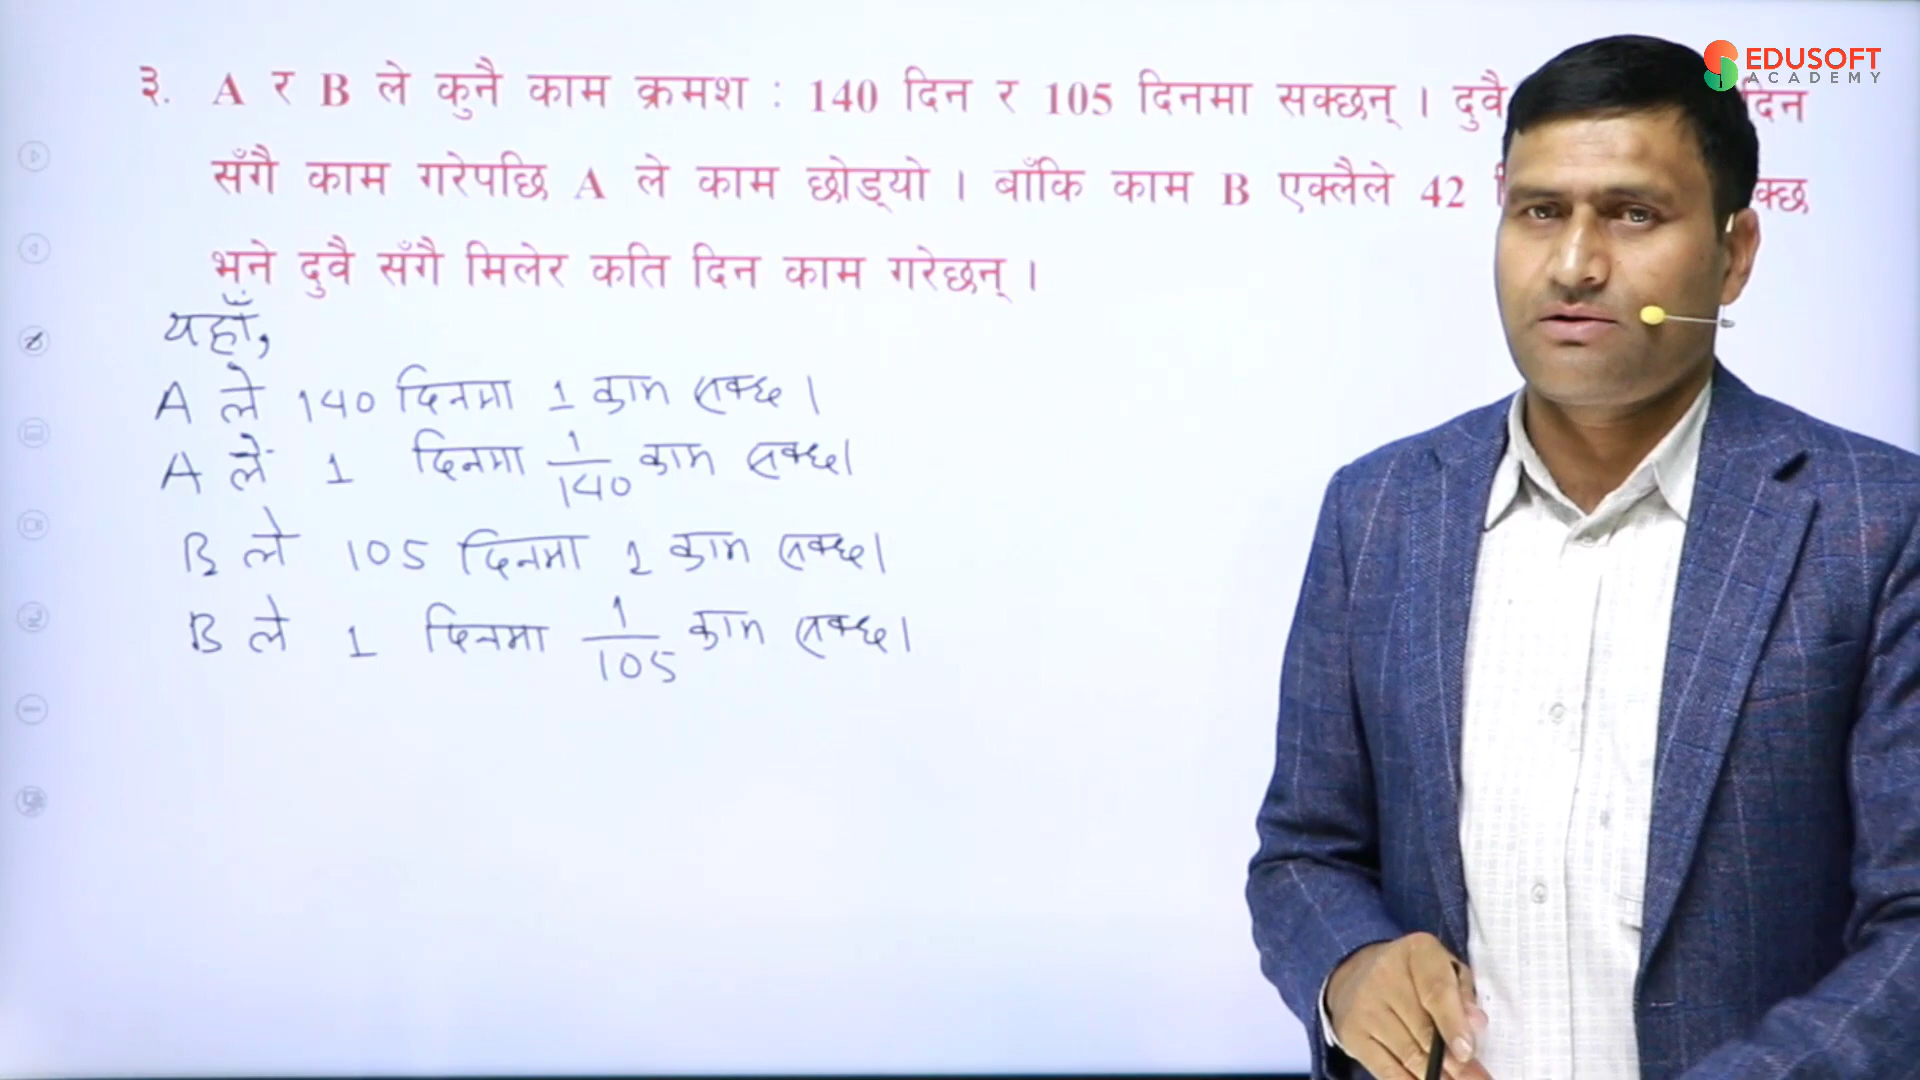 EDUSOFT
ACADEMY
३. A र B ले कुनै काम क्रमश : 140 दिन र 105 दिनमा सक्छन् । दुवै दिन
सँगै काम गरेपछि A ले काम छोड्यो । बाँकि काम B एक्लैले 42
भने दुवै सँगै मिलेर कति दिन काम गरेछन् ।
यहाँ,
A ले 140 दिनमा 1 काम सक्छ ।
A ले 1 दिनमा 1/140 काम सक्छ ।
B ले 105 दिनमा 1 काम सक्छ ।
B ले 1 दिनमा 1/105 काम सक्छ ।